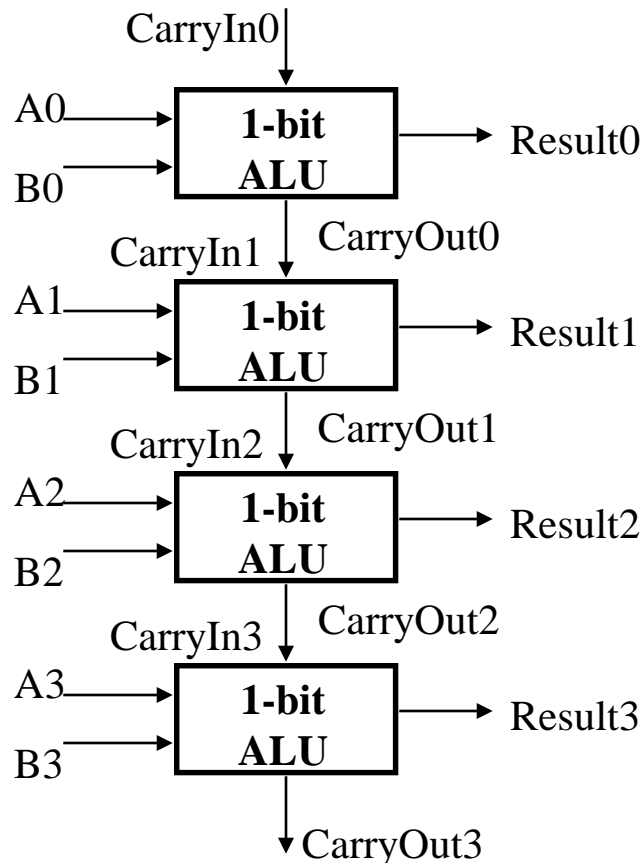 CarryIn0
A0
1-bit
ALU
Result0
B0
CarryIn1
CarryOut0
A1
1-bit
ALU
Result1
B1
CarryIn2
CarryOut1
A2
1-bit
ALU
Result2
B2
CarryIn3
CarryOut2
A3
1-bit
ALU
Result3
B3
CarryOut3